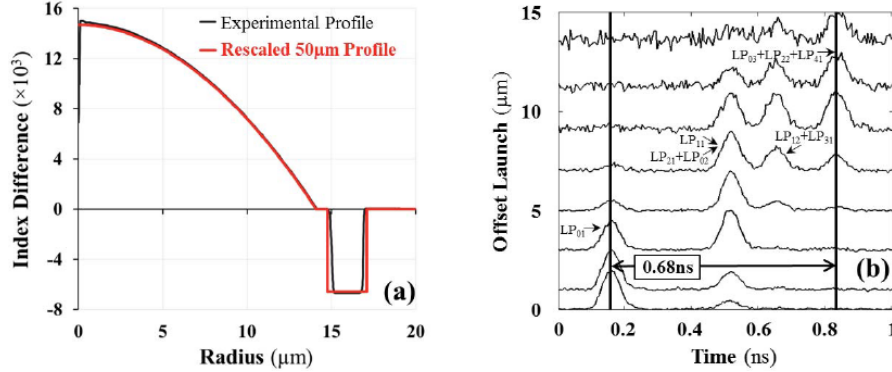 16
12
8
4
0
-4
-8
Index Difference (×10³)
Experimental Profile
Rescaled 50μm Profile
(a)
0 5 10 15 20
Radius (μm)
15
10
5
0
Offset Launch (μm)
LP₀₃+LP₂₂+LP₄₁
LP₁₁
LP₁₂+LP₃₁
LP₂₁+LP₀₂
LP₀₁
0.68ns
(b)
0 0.2 0.4 0.6 0.8 1
Time (ns)